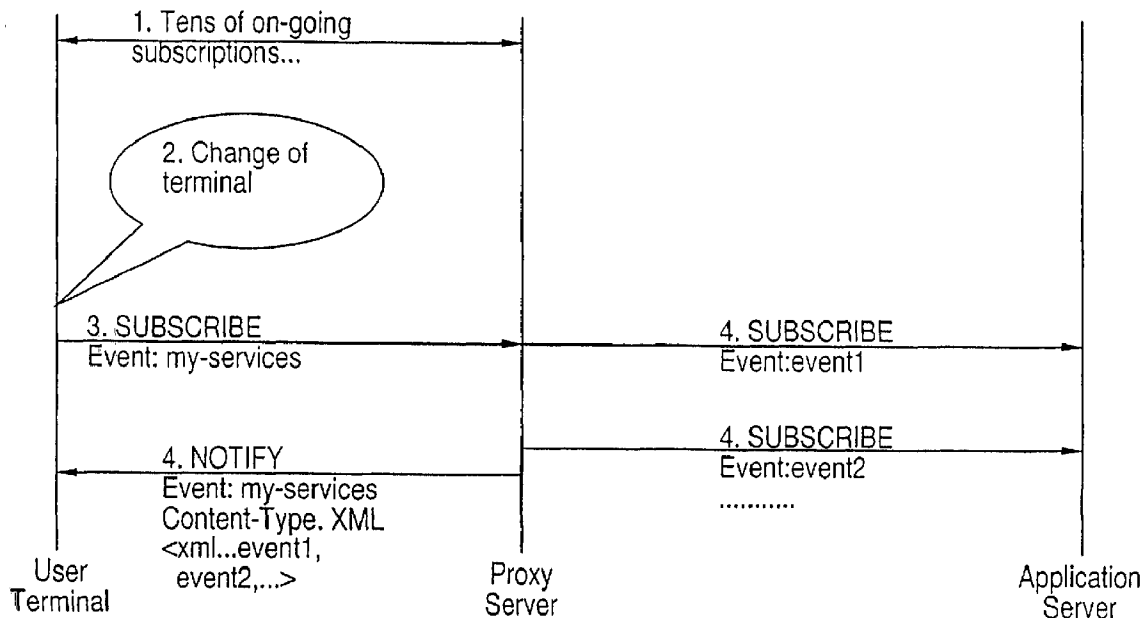 1. Tens of on-going
subscriptions...
2. Change of
terminal
3. SUBSCRIBE
Event: my-services
4. SUBSCRIBE
Event:event1
4. SUBSCRIBE
Event:event2
...........
4. NOTIFY
Event: my-services
Content-Type. XML
<xml...event1,
event2,...>
User
Terminal
Proxy
Server
Application
Server